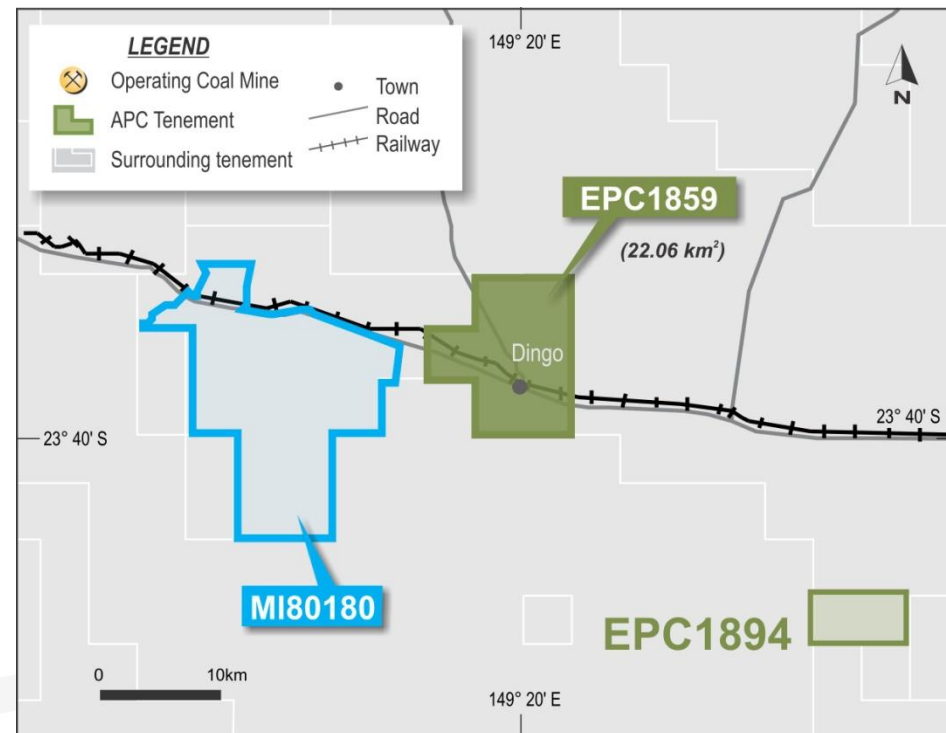 LEGEND
Operating Coal Mine
APC Tenement
Surrounding tenement
Town
Road
Railway
149° 20' E
N
EPC1859
(22.06 km²)
Dingo
23° 40' S
23° 40' S
MI80180
EPC1894
0 10km
149° 20' E